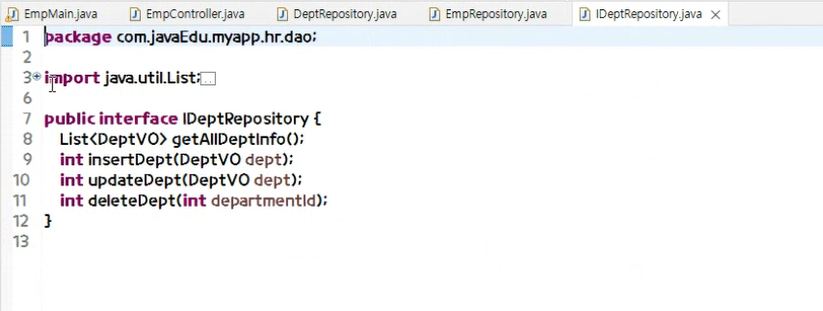 EmpMain.java EmpController.java DeptRepository.java EmpRepository.java IDeptRepository.java
1 package com.javaEdu.myapp.hr.dao;
2
3 import java.util.List;
6
7 public interface IDeptRepository {
8 List<DeptVO> getAllDeptInfo();
9 int insertDept(DeptVO dept);
10 int updateDept(DeptVO dept);
11 int deleteDept(int departmentId);
12 }
13